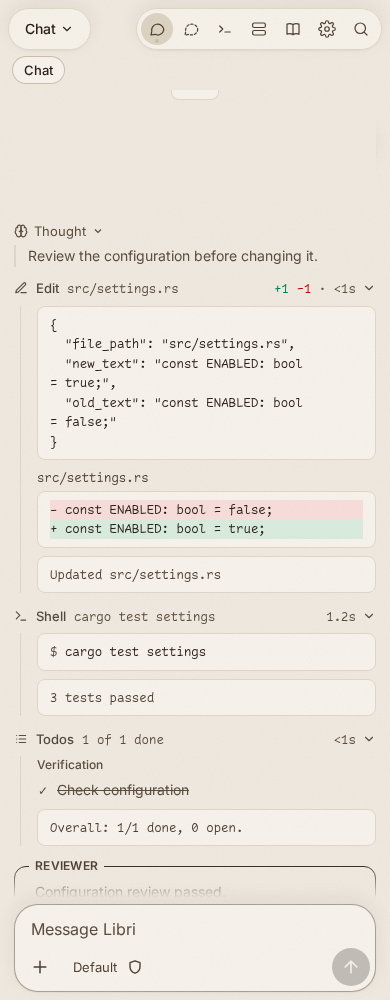 Chat
Chat
Thought
Review the configuration before changing it.
Edit src/settings.rs +1 −1 · <1s
{
"file_path": "src/settings.rs",
"new_text": "const ENABLED: bool
= true;",
"old_text": "const ENABLED: bool
= false;"
}
src/settings.rs
− const ENABLED: bool = false;
+ const ENABLED: bool = true;
Updated src/settings.rs
Shell cargo test settings 1.2s
$ cargo test settings
3 tests passed
Todos 1 of 1 done <1s
Verification
✓ Check configuration
Overall: 1/1 done, 0 open.
REVIEWER
Configuration review passed
Message Libri
Default